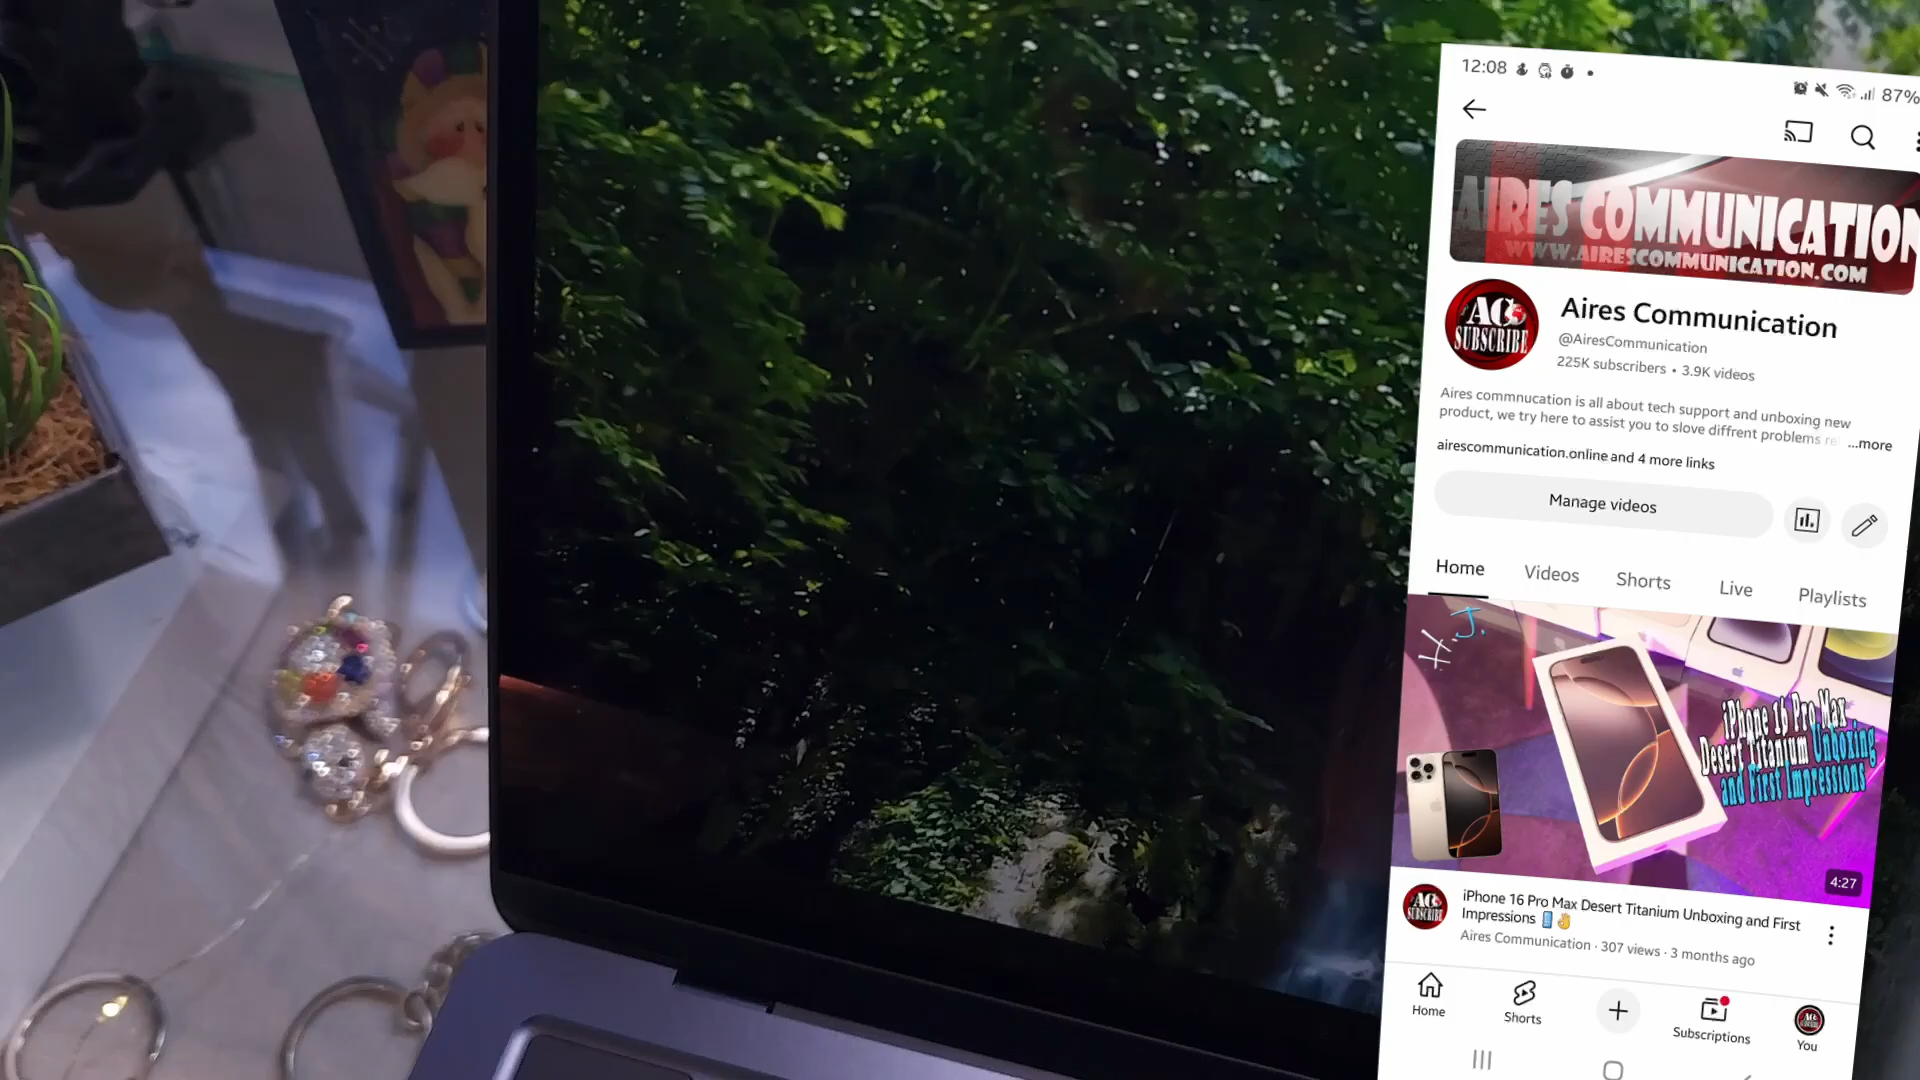 12:08
87%
AIRES COMMUNICATION
WWW.AIRESCOMMUNICATION.COM
AC
SUBSCRIBE
Aires Communication
@AiresCommunication
225K subscribers • 3.9K videos
Aires commnucation is all about tech support and unboxing new
product, we try here to assist you to slove diffrent problems re ...more
airescommunication.online and 4 more links
Manage videos
Home Videos Shorts Live Playlists
H.J.
iPhone 16 Pro Max
Desert Titanium Unboxing
and First Impressions
4:27
AC
SUBSCRIBE
iPhone 16 Pro Max Desert Titanium Unboxing and First
Impressions 📱👌
Aires Communication · 307 views · 3 months ago
Home Shorts Subscriptions You